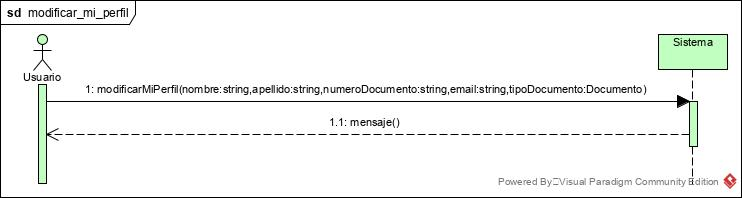 sd modificar_mi_perfil
Usuario
Sistema
1: modificarMiPerfil(nombre:string,apellido:string,numeroDocumento:string,email:string,tipoDocumento:Documento)
1.1: mensaje()
Powered By Visual Paradigm Community Edition